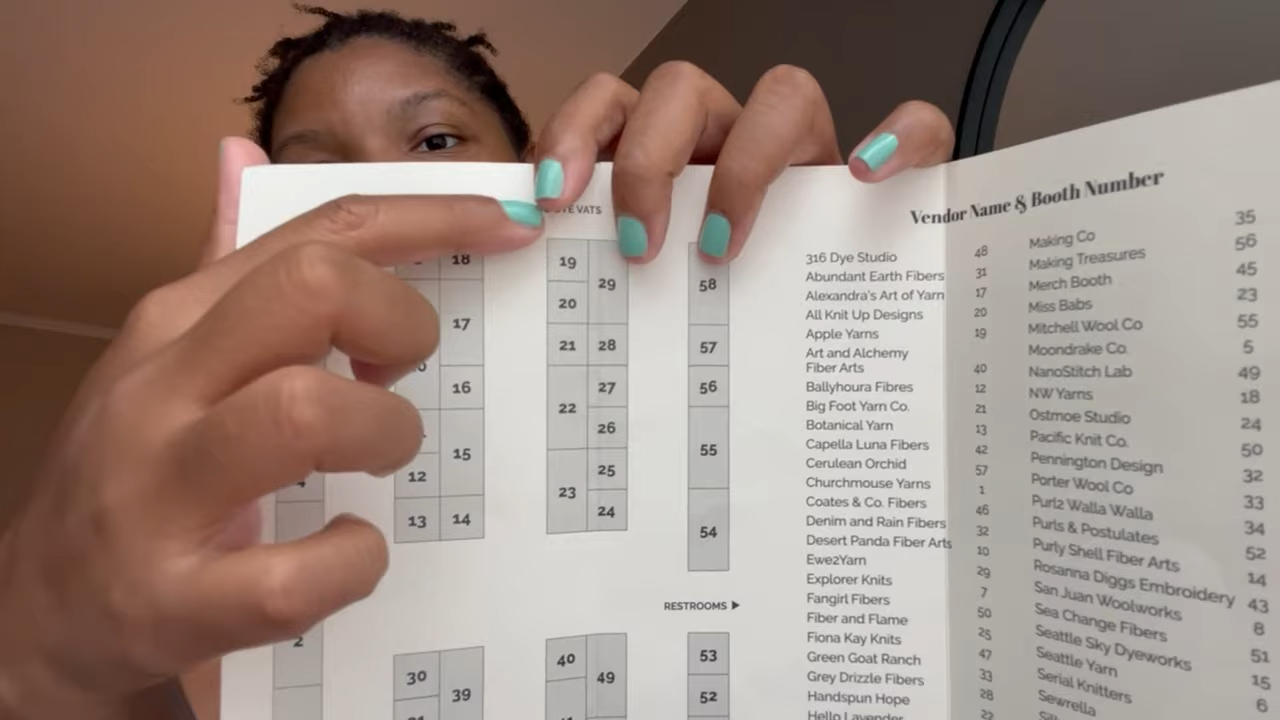 VATS
18
17
16
15
12
13 14
2
30
39
19
29
20
21 28
27
22
26
25
23
24
40
49
58
57
56
55
54
RESTROOMS ▶
53
52
Vendor Name & Booth Number
316 Dye Studio 48
Abundant Earth Fibers 31
Alexandra's Art of Yarn 17
All Knit Up Designs 20
Apple Yarns 19
Art and Alchemy
Fiber Arts 40
Ballyhoura Fibres 12
Big Foot Yarn Co. 21
Botanical Yarn 13
Capella Luna Fibers 42
Cerulean Orchid 57
Churchmouse Yarns 1
Coates & Co. Fibers 46
Denim and Rain Fibers 32
Desert Panda Fiber Arts 10
Ewe2Yarn 29
Explorer Knits 7
Fangirl Fibers 50
Fiber and Flame 25
Fiona Kay Knits 47
Green Goat Ranch 33
Grey Drizzle Fibers 28
Handspun Hope 22
Hello Lavender
Making Co 35
Making Treasures 56
Merch Booth 45
Miss Babs 23
Mitchell Wool Co 55
Moondrake Co. 5
NanoStitch Lab 49
NW Yarns 18
Ostmoe Studio 24
Pacific Knit Co. 50
Pennington Design 32
Porter Wool Co 33
Purl2 Walla Walla 34
Purls & Postulates 52
Purly Shell Fiber Arts 14
Rosanna Diggs Embroidery 43
San Juan Woolworks 8
Sea Change Fibers 51
Seattle Sky Dyeworks 15
Seattle Yarn 6
Serial Knitters
Sewrella